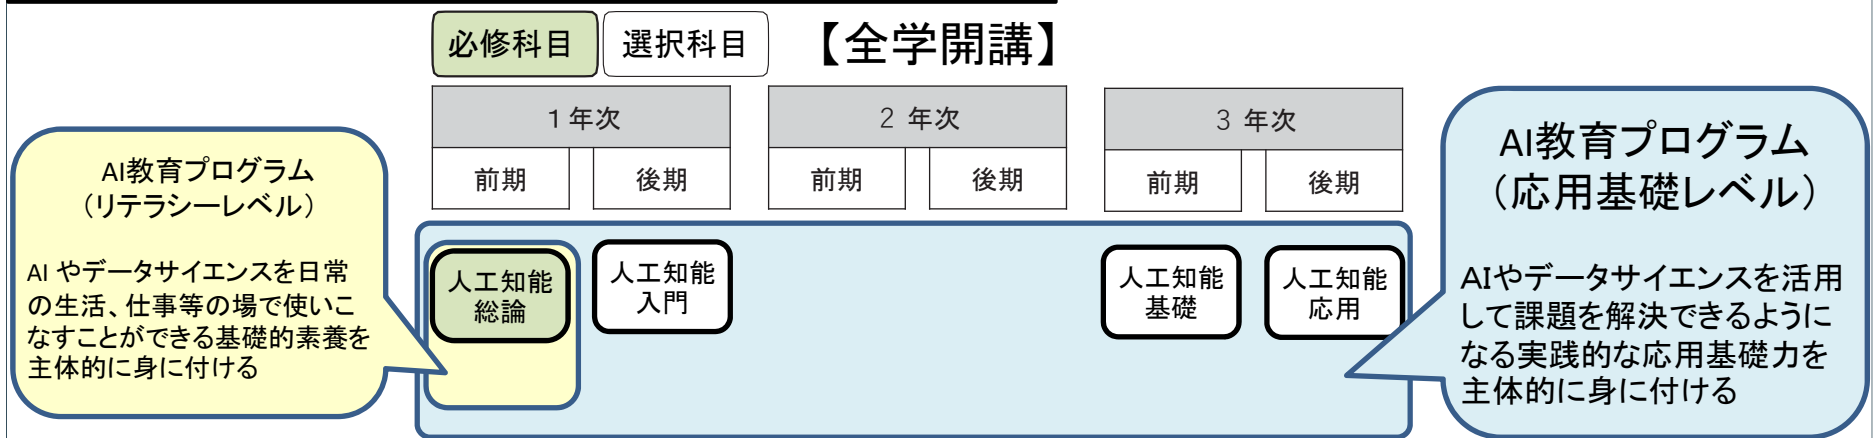 必修科目
選択科目
【全学開講】
1 年次
2 年次
3 年次
前期
後期
前期
後期
前期
後期
AI教育プログラム
（リテラシーレベル）
AI やデータサイエンスを日常
の生活、仕事等の場で使いこ
なすことができる基礎的素養を
主体的に身に付ける
人工知能
総論
人工知能
入門
人工知能
基礎
人工知能
応用
AI教育プログラム
（応用基礎レベル）
AIやデータサイエンスを活用
して課題を解決できるように
なる実践的な応用基礎力を
主体的に身に付ける